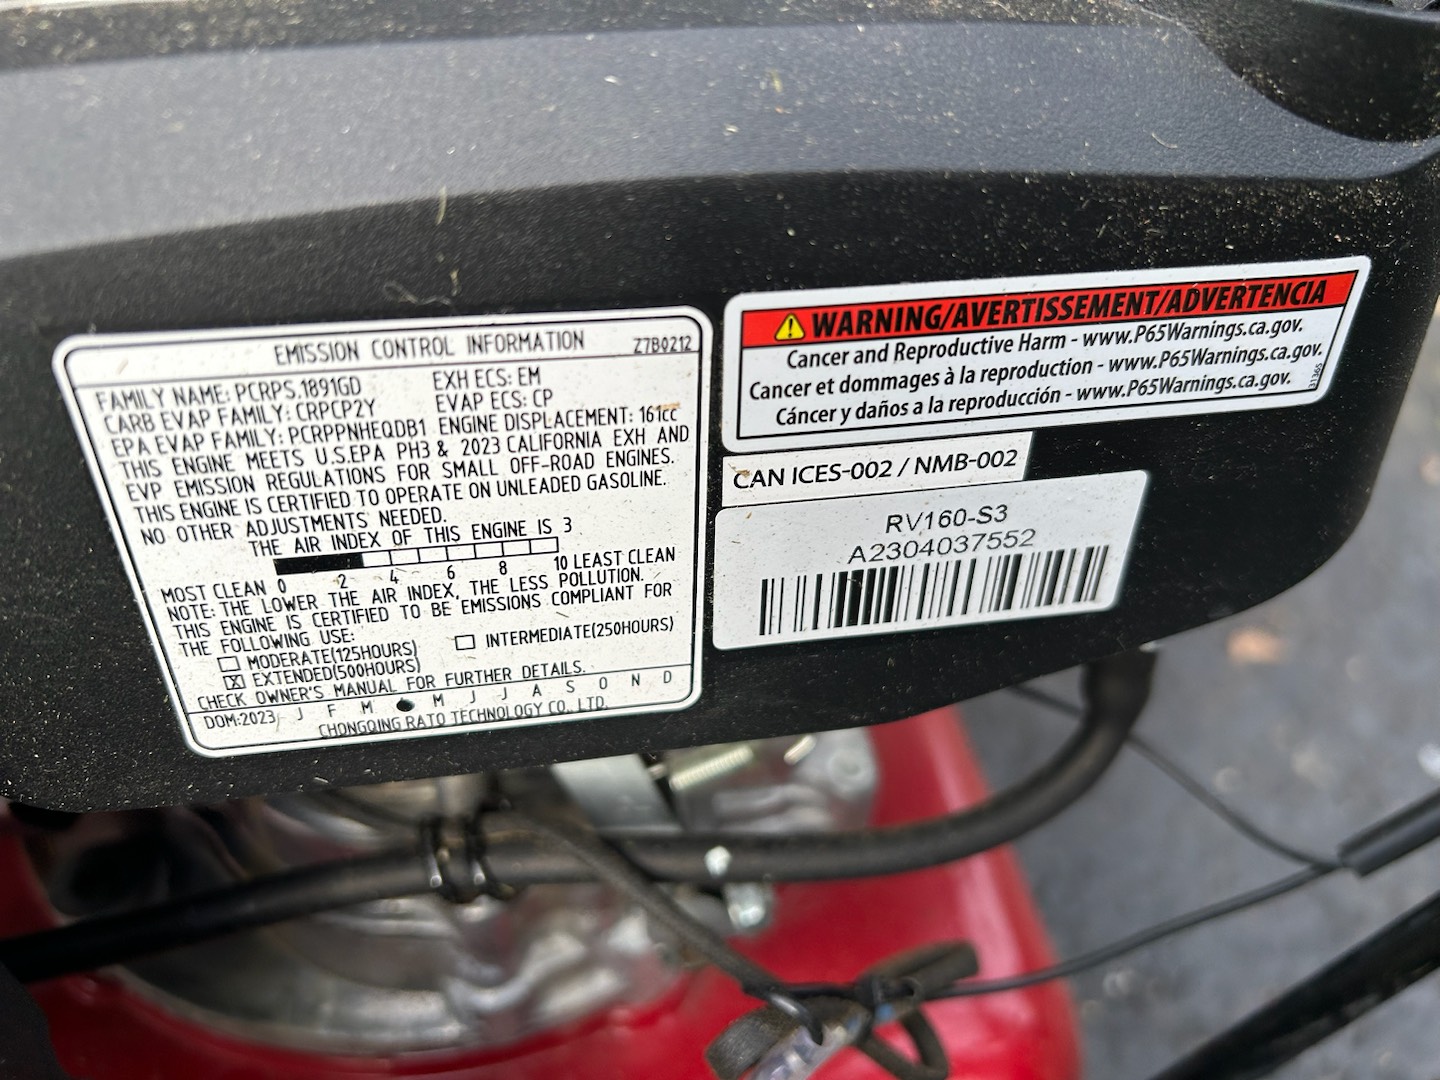 EMISSION CONTROL INFORMATION Z7B0212
FAMILY NAME: PCRPS.1891GD EXH ECS: EM
CARB EVAP FAMILY: CRPCP2Y EVAP ECS: CP
EPA EVAP FAMILY: PCRPPNHEQDB1 ENGINE DISPLACEMENT: 161cc
THIS ENGINE MEETS U.S.EPA PH3 & 2023 CALIFORNIA EXH AND
EVP EMISSION REGULATIONS FOR SMALL OFF-ROAD ENGINES.
THIS ENGINE IS CERTIFIED TO OPERATE ON UNLEADED GASOLINE.
NO OTHER ADJUSTMENTS NEEDED.
THE AIR INDEX OF THIS ENGINE IS 3
MOST CLEAN 0 2 4 6 8 10 LEAST CLEAN
NOTE: THE LOWER THE AIR INDEX, THE LESS POLLUTION.
THIS ENGINE IS CERTIFIED TO BE EMISSIONS COMPLIANT FOR
THE FOLLOWING USE:
MODERATE(125HOURS) INTERMEDIATE(250HOURS)
EXTENDED(500HOURS)
CHECK OWNER'S MANUAL FOR FURTHER DETAILS.
DOM:2023 J F M M J J A S O N D
CHONGQING RATO TECHNOLOGY CO., LTD.
WARNING/AVERTISSEMENT/ADVERTENCIA
Cancer and Reproductive Harm - www.P65Warnings.ca.gov.
Cancer et dommages à la reproduction - www.P65Warnings.ca.gov.
Cáncer y daños a la reproducción - www.P65Warnings.ca.gov.
31365
CAN ICES-002 / NMB-002
RV160-S3
A2304037552